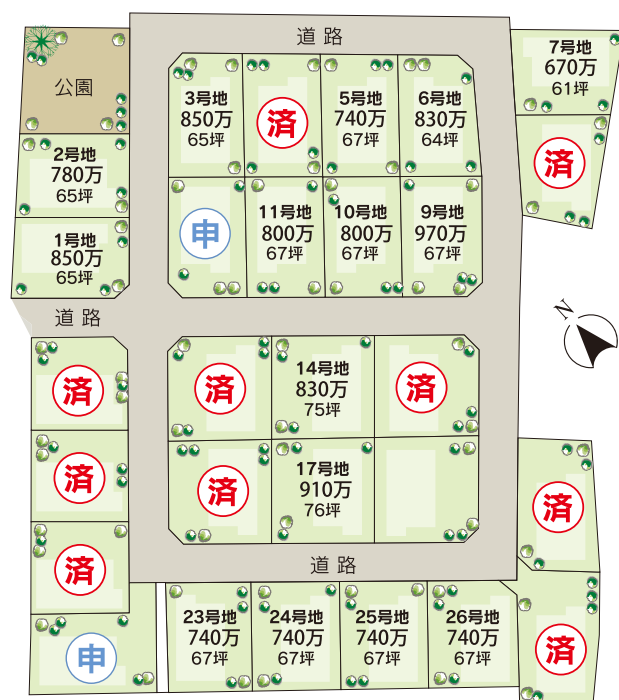 道路
公園
3号地
850万
65坪
済
5号地
740万
67坪
6号地
830万
64坪
7号地
670万
61坪
済
2号地
780万
65坪
申
11号地
800万
67坪
10号地
800万
67坪
9号地
970万
67坪
1号地
850万
65坪
道路
N
済
済
14号地
830万
75坪
済
済
済
17号地
910万
76坪
済
済
道路
申
23号地
740万
67坪
24号地
740万
67坪
25号地
740万
67坪
26号地
740万
67坪
済